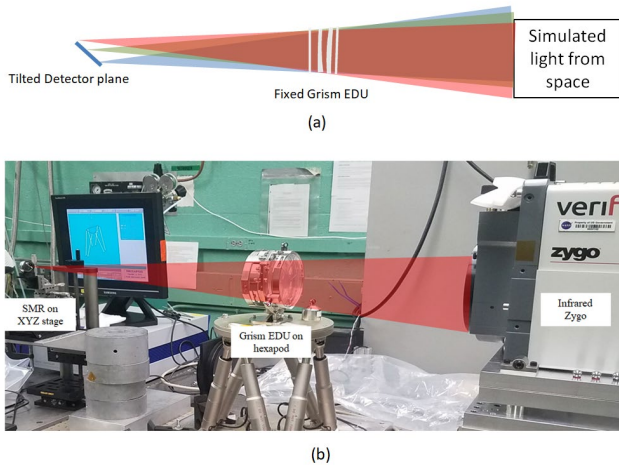 Simulated
light from
space
Tilted Detector plane
Fixed Grism EDU
(a)
verif
zygo
SMR on
XYZ stage
Grism EDU on
hexapod
Infrared
Zygo
(b)